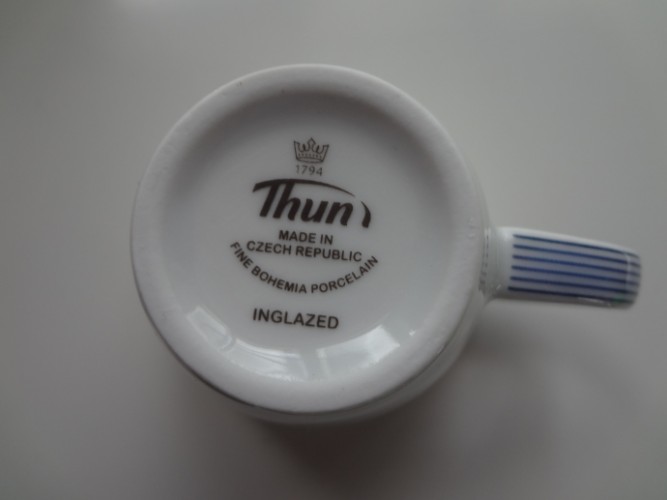 1794
Thun
MADE IN
CZECH REPUBLIC
FINE BOHEMIA PORCELAIN
INGLAZED